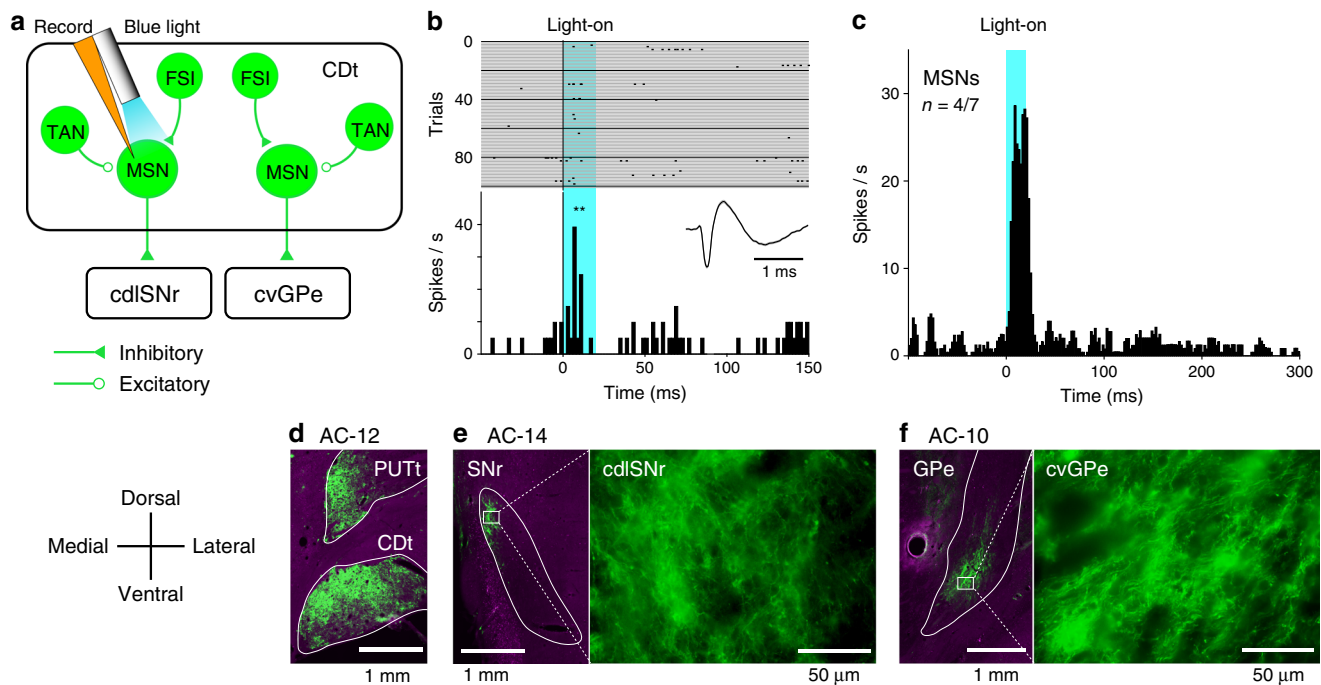 a
Record
Blue light
CDt
FSI
FSI
TAN
TAN
MSN
MSN
cdlSNr
cvGPe
Inhibitory
Excitatory
b
Light-on
0
40
80
Trials
**
40
0
Spikes / s
1 ms
0
50
100
150
Time (ms)
c
Light-on
MSNs
n = 4/7
30
20
10
0
Spikes / s
0
100
200
300
Time (ms)
Dorsal
Medial
Lateral
Ventral
d
AC-12
PUTt
CDt
1 mm
e
AC-14
SNr
cdlSNr
1 mm
50 μm
f
AC-10
GPe
cvGPe
1 mm
50 μm